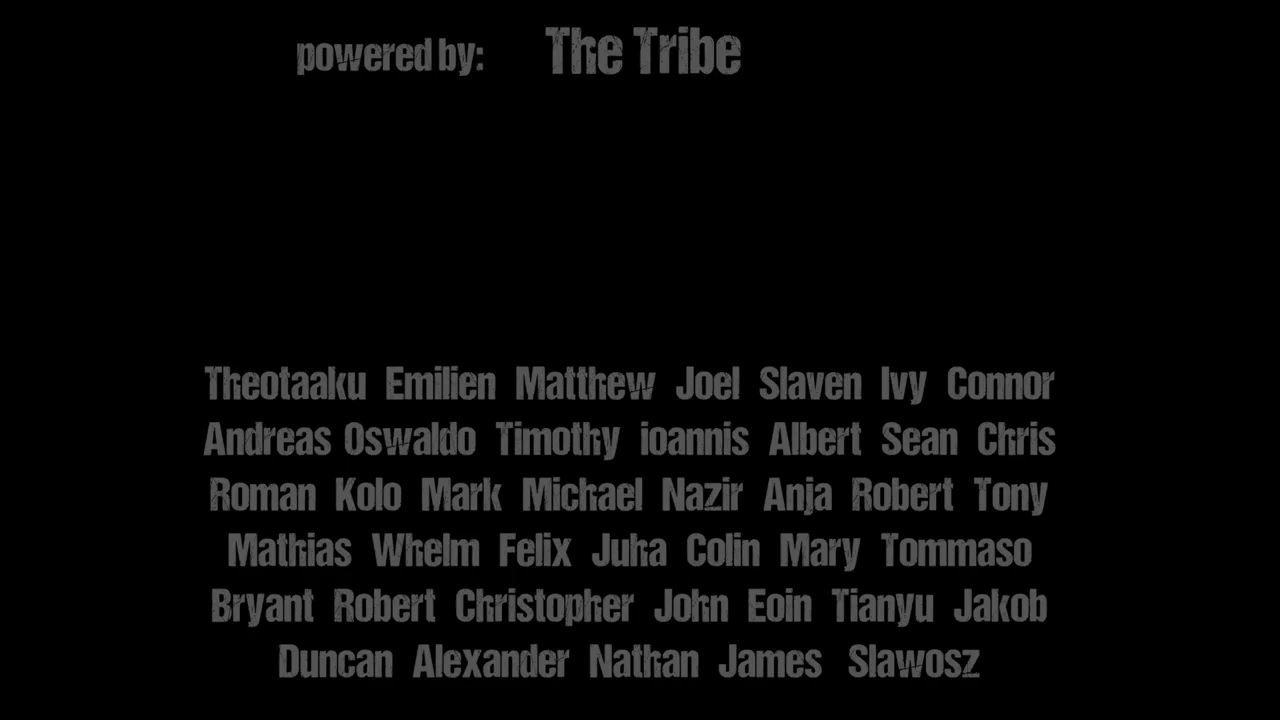 powered by: The Tribe
Theotaaku Emilien Matthew Joel Slaven Ivy Connor
Andreas Oswaldo Timothy ioannis Albert Sean Chris
Roman Kolo Mark Michael Nazir Anja Robert Tony
Mathias Whelm Felix Juha Colin Mary Tommaso
Bryant Robert Christopher John Eoin Tianyu Jakob
Duncan Alexander Nathan James Slawosz